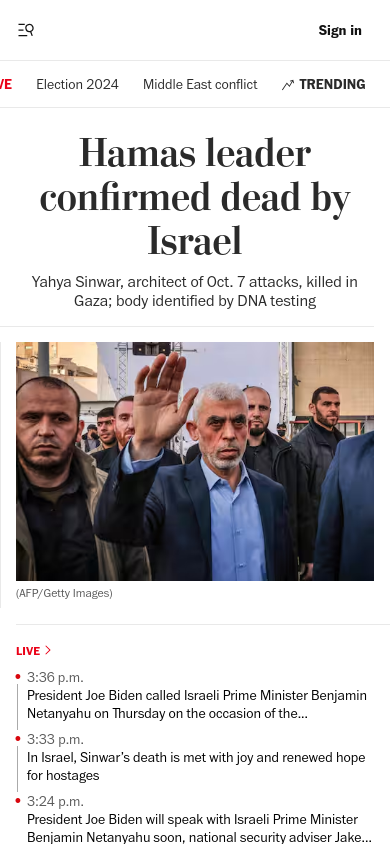 Sign in
VE
Election 2024
Middle East conflict
TRENDING
Hamas leader
confirmed dead by
Israel
Yahya Sinwar, architect of Oct. 7 attacks, killed in
Gaza; body identified by DNA testing
(AFP/Getty Images)
LIVE
3:36 p.m.
President Joe Biden called Israeli Prime Minister Benjamin
Netanyahu on Thursday on the occasion of the...
3:33 p.m.
In Israel, Sinwar’s death is met with joy and renewed hope
for hostages
3:24 p.m.
President Joe Biden will speak with Israeli Prime Minister
Benjamin Netanyahu soon, national security adviser Jake...